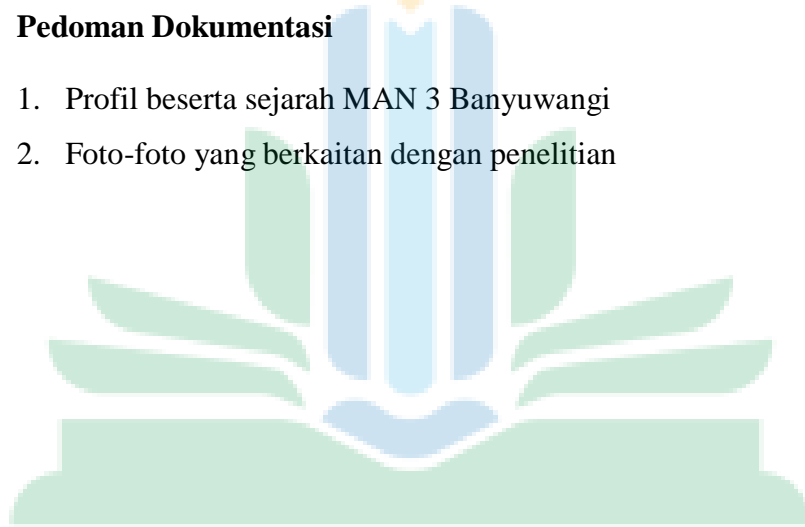 Pedoman Dokumentasi
1. Profil beserta sejarah MAN 3 Banyuwangi
2. Foto-foto yang berkaitan dengan penelitian